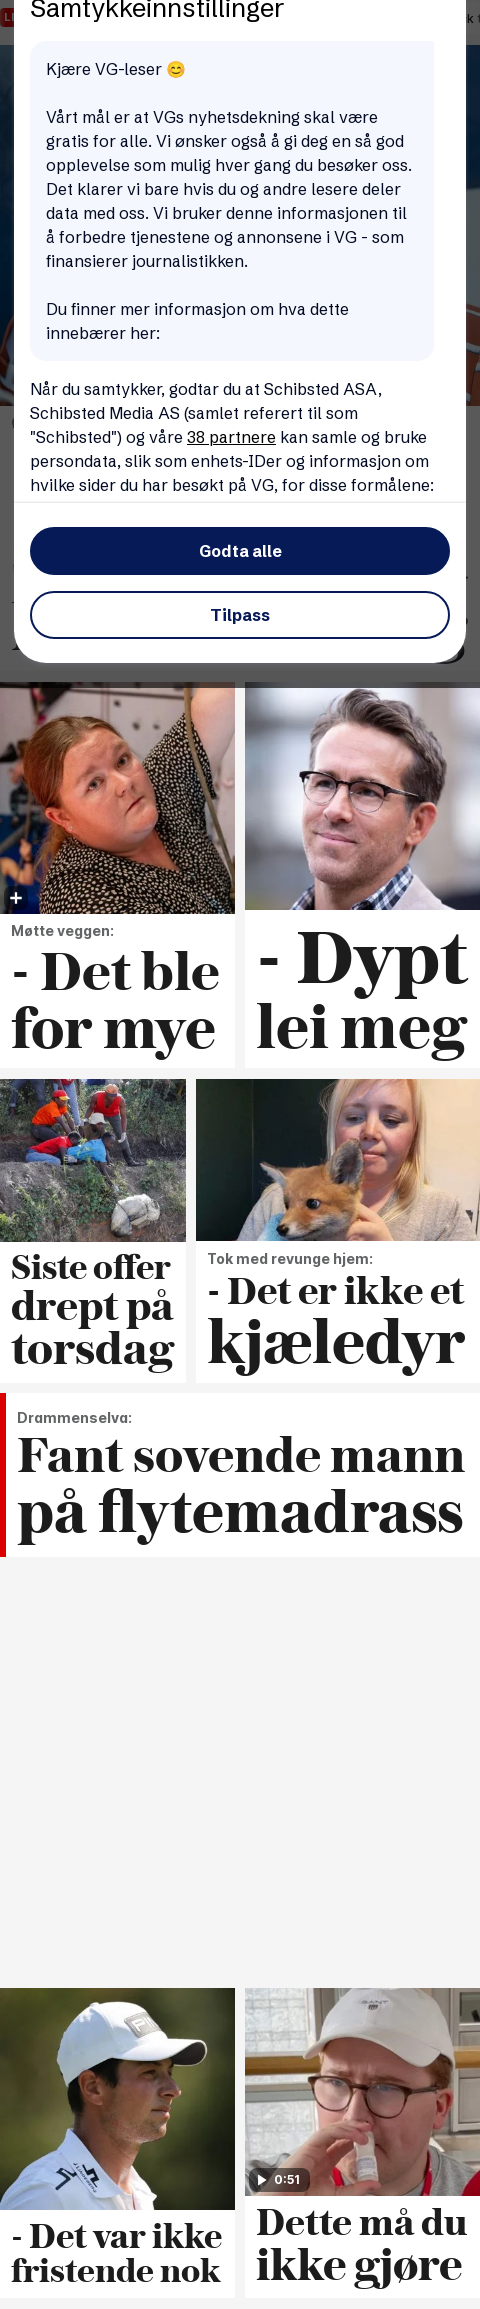 Samtykkeinnstillinger
Kjære VG-leser 😊
Vårt mål er at VGs nyhetsdekning skal være
gratis for alle. Vi ønsker også å gi deg en så god
opplevelse som mulig hver gang du besøker oss.
Det klarer vi bare hvis du og andre lesere deler
data med oss. Vi bruker denne informasjonen til
å forbedre tjenestene og annonsene i VG - som
finansierer journalistikken.
Du finner mer informasjon om hva dette
innebærer her:
Når du samtykker, godtar du at Schibsted ASA,
Schibsted Media AS (samlet referert til som
"Schibsted") og våre 38 partnere kan samle og bruke
persondata, slik som enhets-IDer og informasjon om
hvilke sider du har besøkt på VG, for disse formålene:
Godta alle
Tilpass
Møtte veggen:
- Det ble
for mye
- Dypt
lei meg
Siste offer
drept på
torsdag
Tok med revunge hjem:
- Det er ikke et
kjæledyr
Drammenselva:
Fant sovende mann
på flytemadrass
- Det var ikke
fristende nok
0:51
Dette må du
ikke gjøre